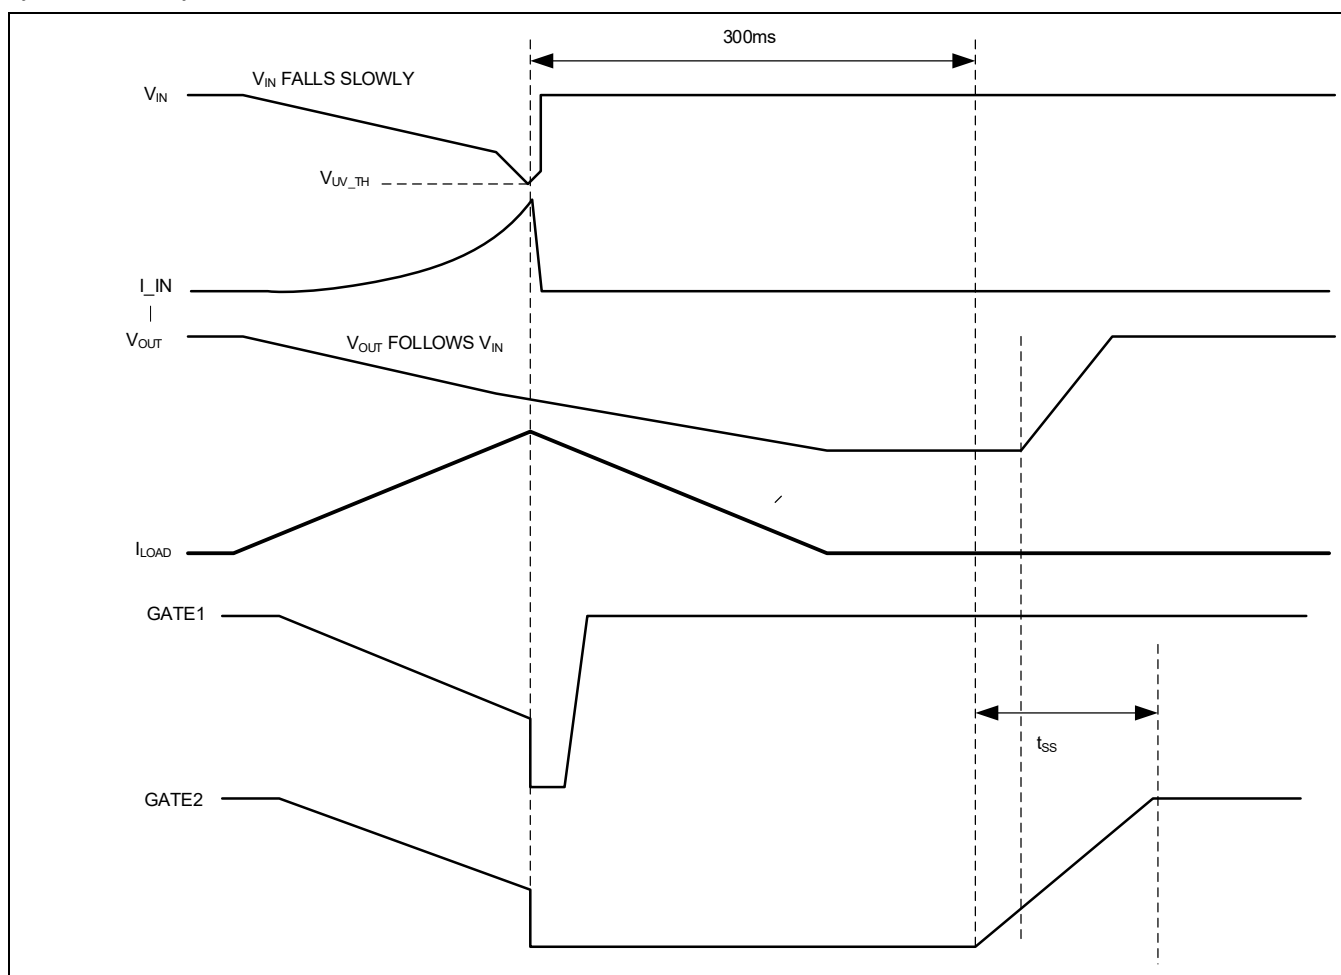 300ms
VIN FALLS SLOWLY
VIN
VUV_TH
I_IN
VOUT
VOUT FOLLOWS VIN
ILOAD
GATE1
tSS
GATE2